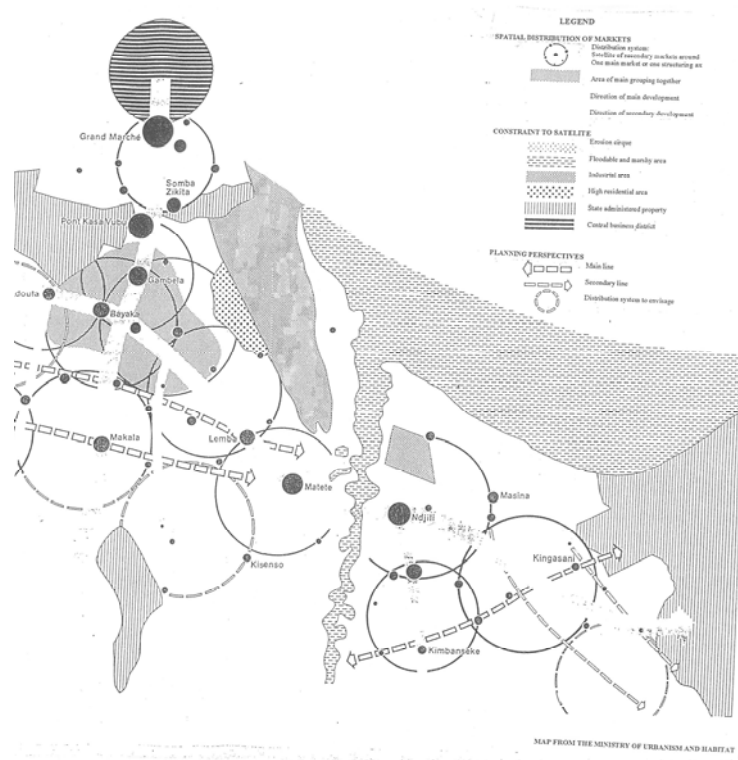 LEGEND
SPATIAL DISTRIBUTION OF MARKETS
Distribution system:
Satellite of secondary markets around
One main market or one structuring ax
Area of main grouping together
Direction of main development
Direction of secondary development
CONSTRAINT TO SATELITE
Erosion cirque
Floodable and marshy area
Industrial area
High residential area
State administered property
Central business district
PLANNING PERSPECTIVES
Main line
Secondary line
Distribution system to envisage
Grand Marché
Somba
Zikita
Pont Kasa Vubu
Gambela
douta
Bayaka
Makala
Lemba
Matete
Kisenso
Masina
Ndjili
Kingasani
Kimbanseke
MAP FROM THE MINISTRY OF URBANISM AND HABITAT